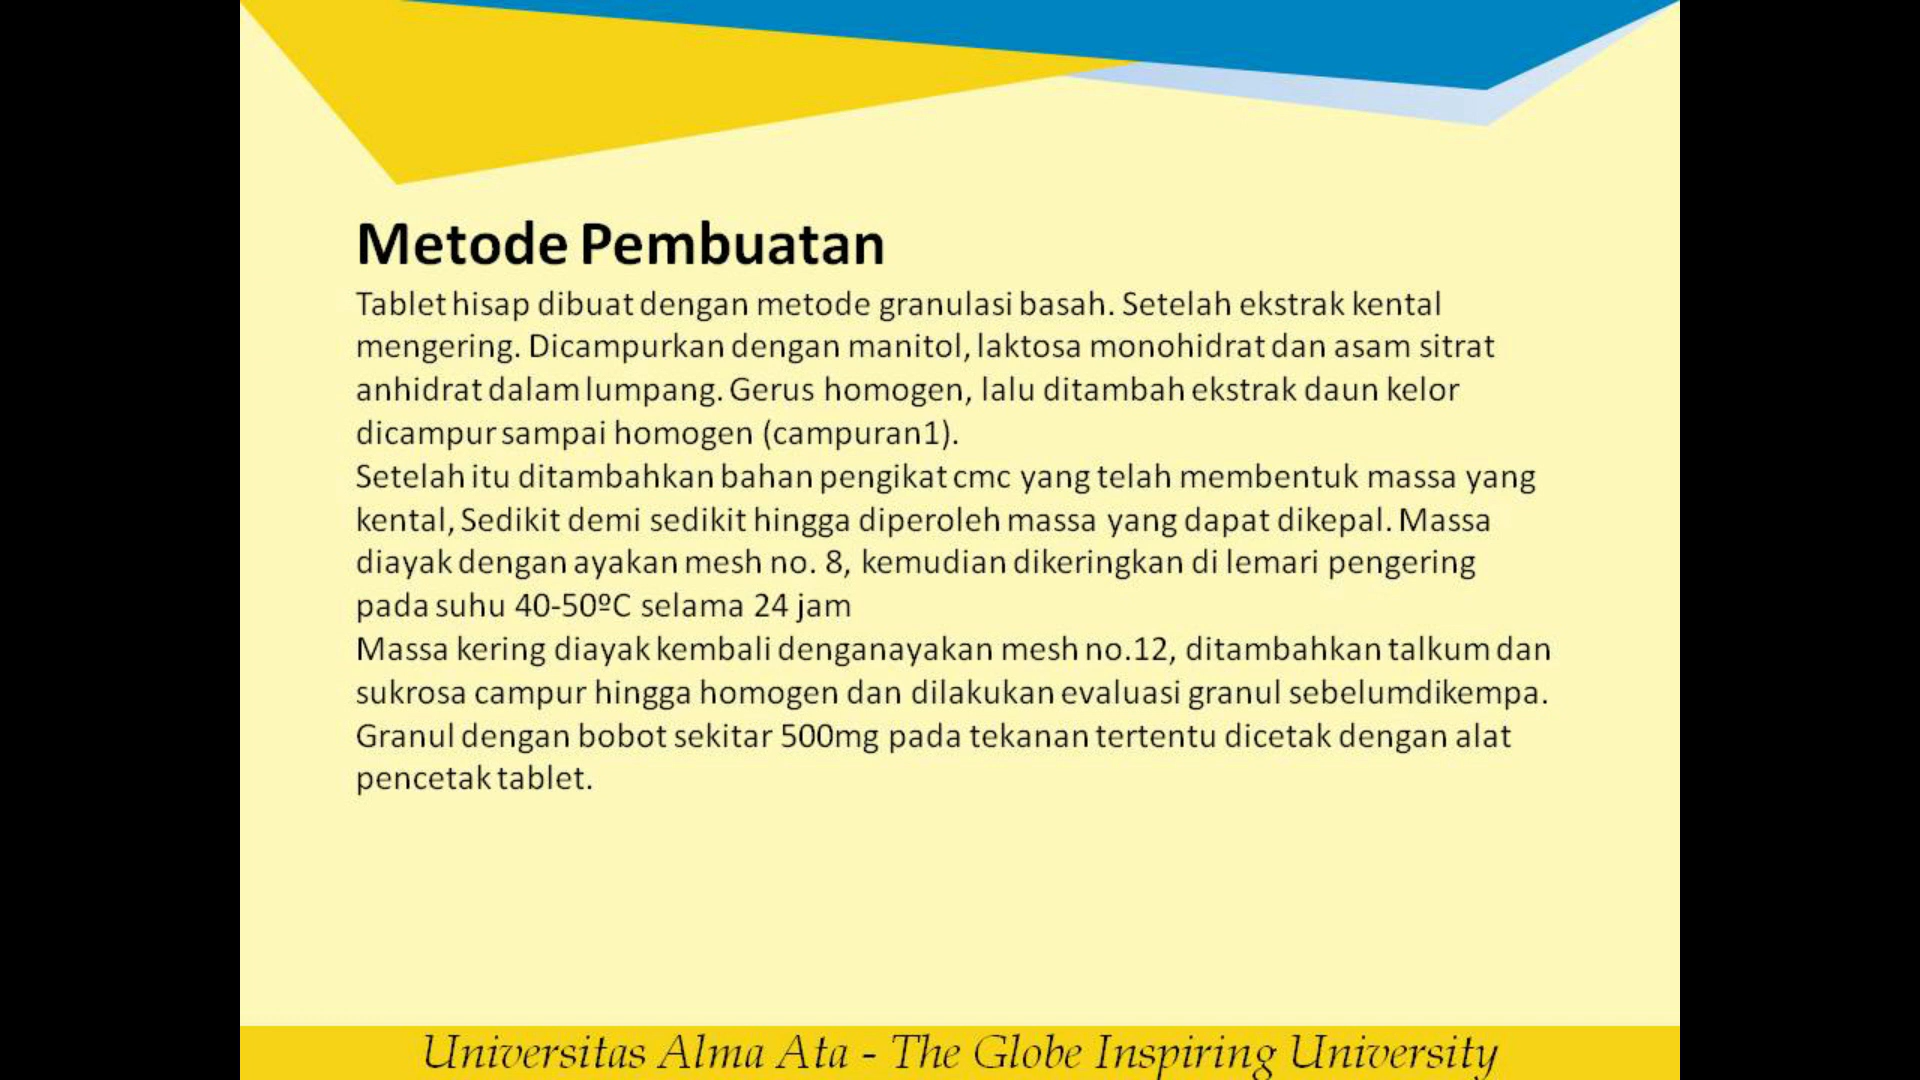 Metode Pembuatan
Tablet hisap dibuat dengan metode granulasi basah. Setelah ekstrak kental
mengering. Dicampurkan dengan manitol, laktosa monohidrat dan asam sitrat
anhidrat dalam lumpang. Gerus homogen, lalu ditambah ekstrak daun kelor
dicampur sampai homogen (campuran1).
Setelah itu ditambahkan bahan pengikat cmc yang telah membentuk massa yang
kental, Sedikit demi sedikit hingga diperoleh massa yang dapat dikepal. Massa
diayak dengan ayakan mesh no. 8, kemudian dikeringkan di lemari pengering
pada suhu 40-50ºC selama 24 jam
Massa kering diayak kembali denganayakan mesh no.12, ditambahkan talkum dan
sukrosa campur hingga homogen dan dilakukan evaluasi granul sebelumdikempa.
Granul dengan bobot sekitar 500mg pada tekanan tertentu dicetak dengan alat
pencetak tablet.
Universitas Alma Ata - The Globe Inspiring University